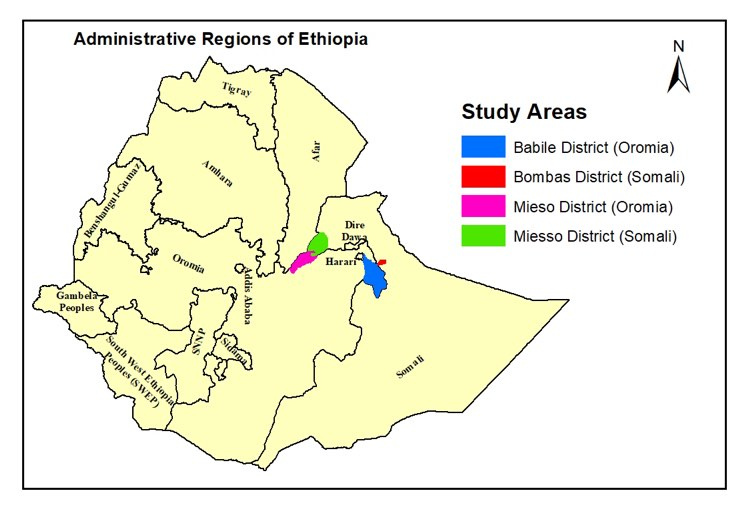 Administrative Regions of Ethiopia
N
Study Areas
Babile District (Oromia)
Bombas District (Somali)
Mieso District (Oromia)
Miesso District (Somali)
Tigray
Afar
Amhara
Benshangul-Gumaz
Dire
Dawa
Harari
Oromia
Addis Ababa
Gambela
Peoples
SNNP
Sidama
South West Ethiopia
Peoples (SWEP)
Somali